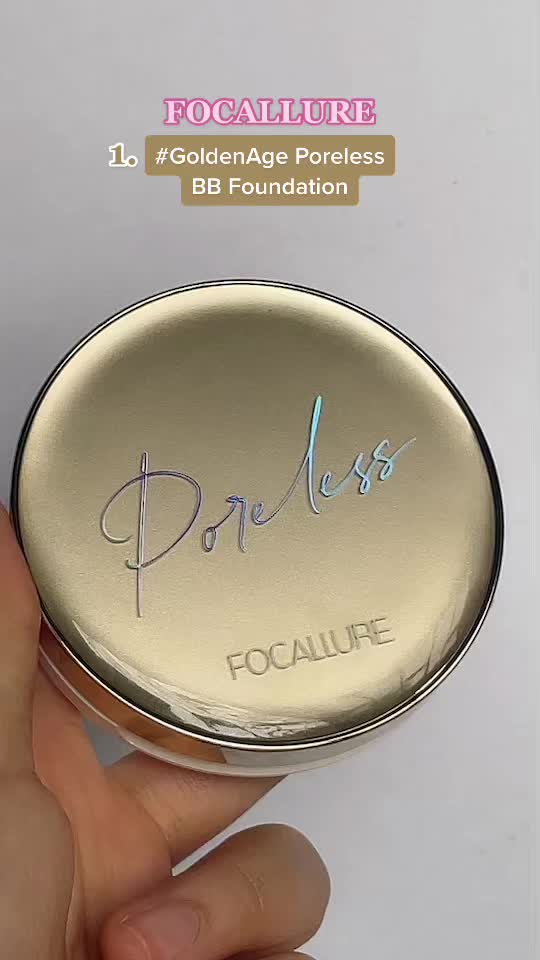 FOCALLURE
1. #GoldenAge Poreless
BB Foundation
Poreless
FOCALLURE